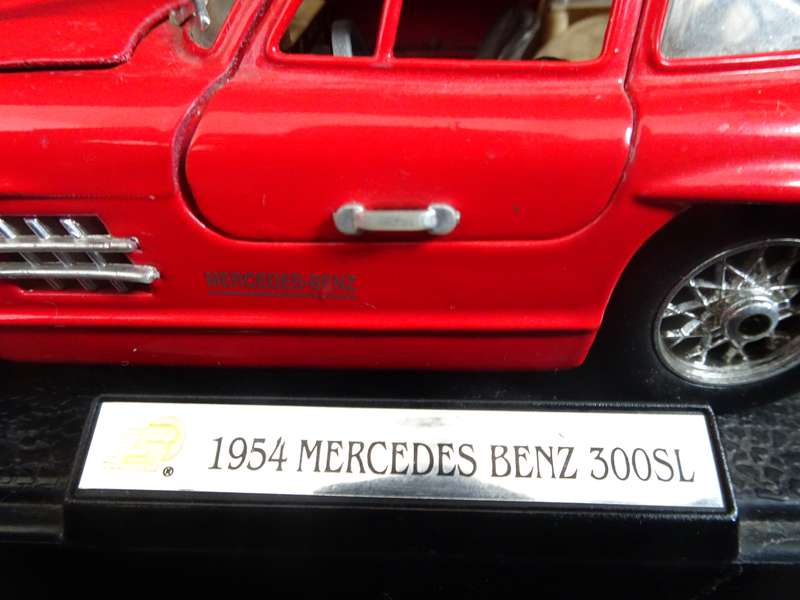 MERCEDES-BENZ
® 1954 MERCEDES BENZ 300SL